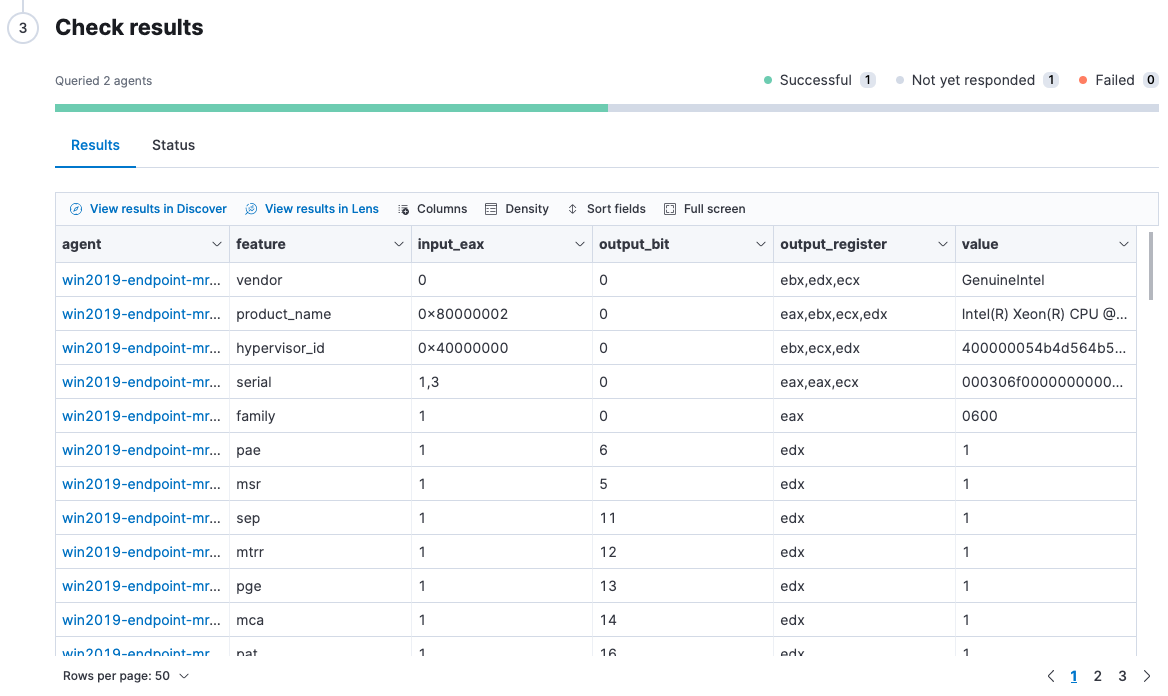 3 Check results
Queried 2 agents Successful 1 Not yet responded 1 Failed 0
Results Status
View results in Discover View results in Lens Columns Density Sort fields Full screen
agent feature input_eax output_bit output_register value
win2019-endpoint-mr... vendor 0 0 ebx,edx,ecx GenuineIntel
win2019-endpoint-mr... product_name 0×80000002 0 eax,ebx,ecx,edx Intel(R) Xeon(R) CPU @...
win2019-endpoint-mr... hypervisor_id 0×40000000 0 ebx,ecx,edx 400000054b4d564b5...
win2019-endpoint-mr... serial 1,3 0 eax,eax,ecx 000306f0000000000...
win2019-endpoint-mr... family 1 0 eax 0600
win2019-endpoint-mr... pae 1 6 edx 1
win2019-endpoint-mr... msr 1 5 edx 1
win2019-endpoint-mr... sep 1 11 edx 1
win2019-endpoint-mr... mtrr 1 12 edx 1
win2019-endpoint-mr... pge 1 13 edx 1
win2019-endpoint-mr... mca 1 14 edx 1
win2019-endpoint-mr... pat 1 16 edx 1
Rows per page: 50 1 2 3